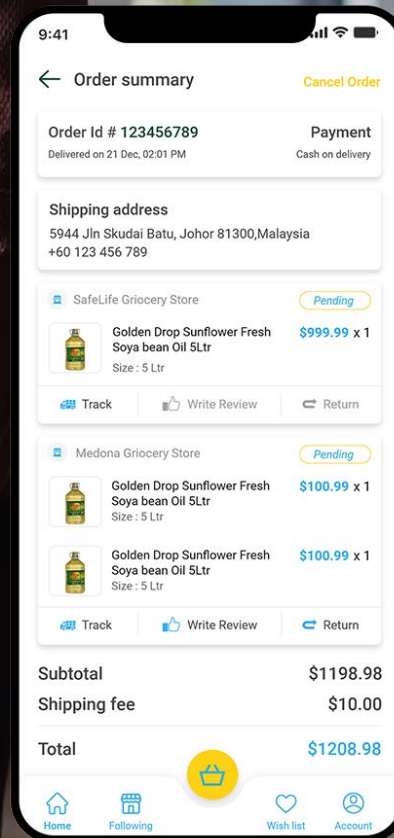 9:41
Order summary
Cancel Order
Order Id # 123456789
Payment
Delivered on 21 Dec, 02:01 PM
Cash on delivery
Shipping address
5944 Jln Skudai Batu, Johor 81300,Malaysia
+60 123 456 789
SafeLife Griocery Store
Pending
Golden Drop Sunflower Fresh
$999.99 x 1
Soya bean Oil 5Ltr
Size : 5 Ltr
Track
Write Review
Return
Medona Griocery Store
Pending
Golden Drop Sunflower Fresh
$100.99 x 1
Soya bean Oil 5Ltr
Size : 5 Ltr
Golden Drop Sunflower Fresh
$100.99 x 1
Soya bean Oil 5Ltr
Size : 5 Ltr
Track
Write Review
Return
Subtotal
$1198.98
Shipping fee
$10.00
Total
$1208.98
Home
Following
Wish list
Account